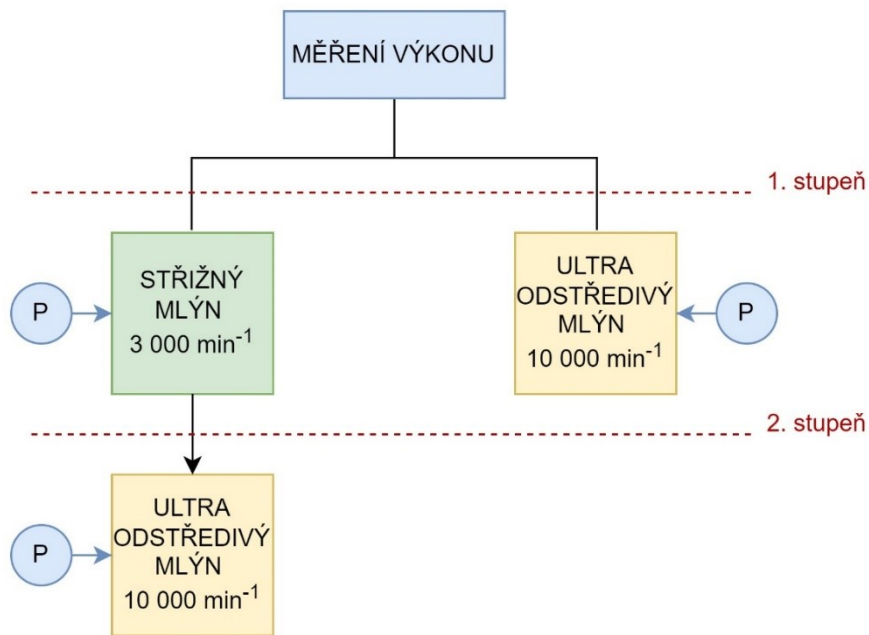 MĚŘENÍ VÝKONU
1. stupeň
P
STŘIŽNÝ
MLÝN
3 000 min⁻¹
ULTRA
ODSTŘEDIVÝ
MLÝN
10 000 min⁻¹
P
2. stupeň
P
ULTRA
ODSTŘEDIVÝ
MLÝN
10 000 min⁻¹